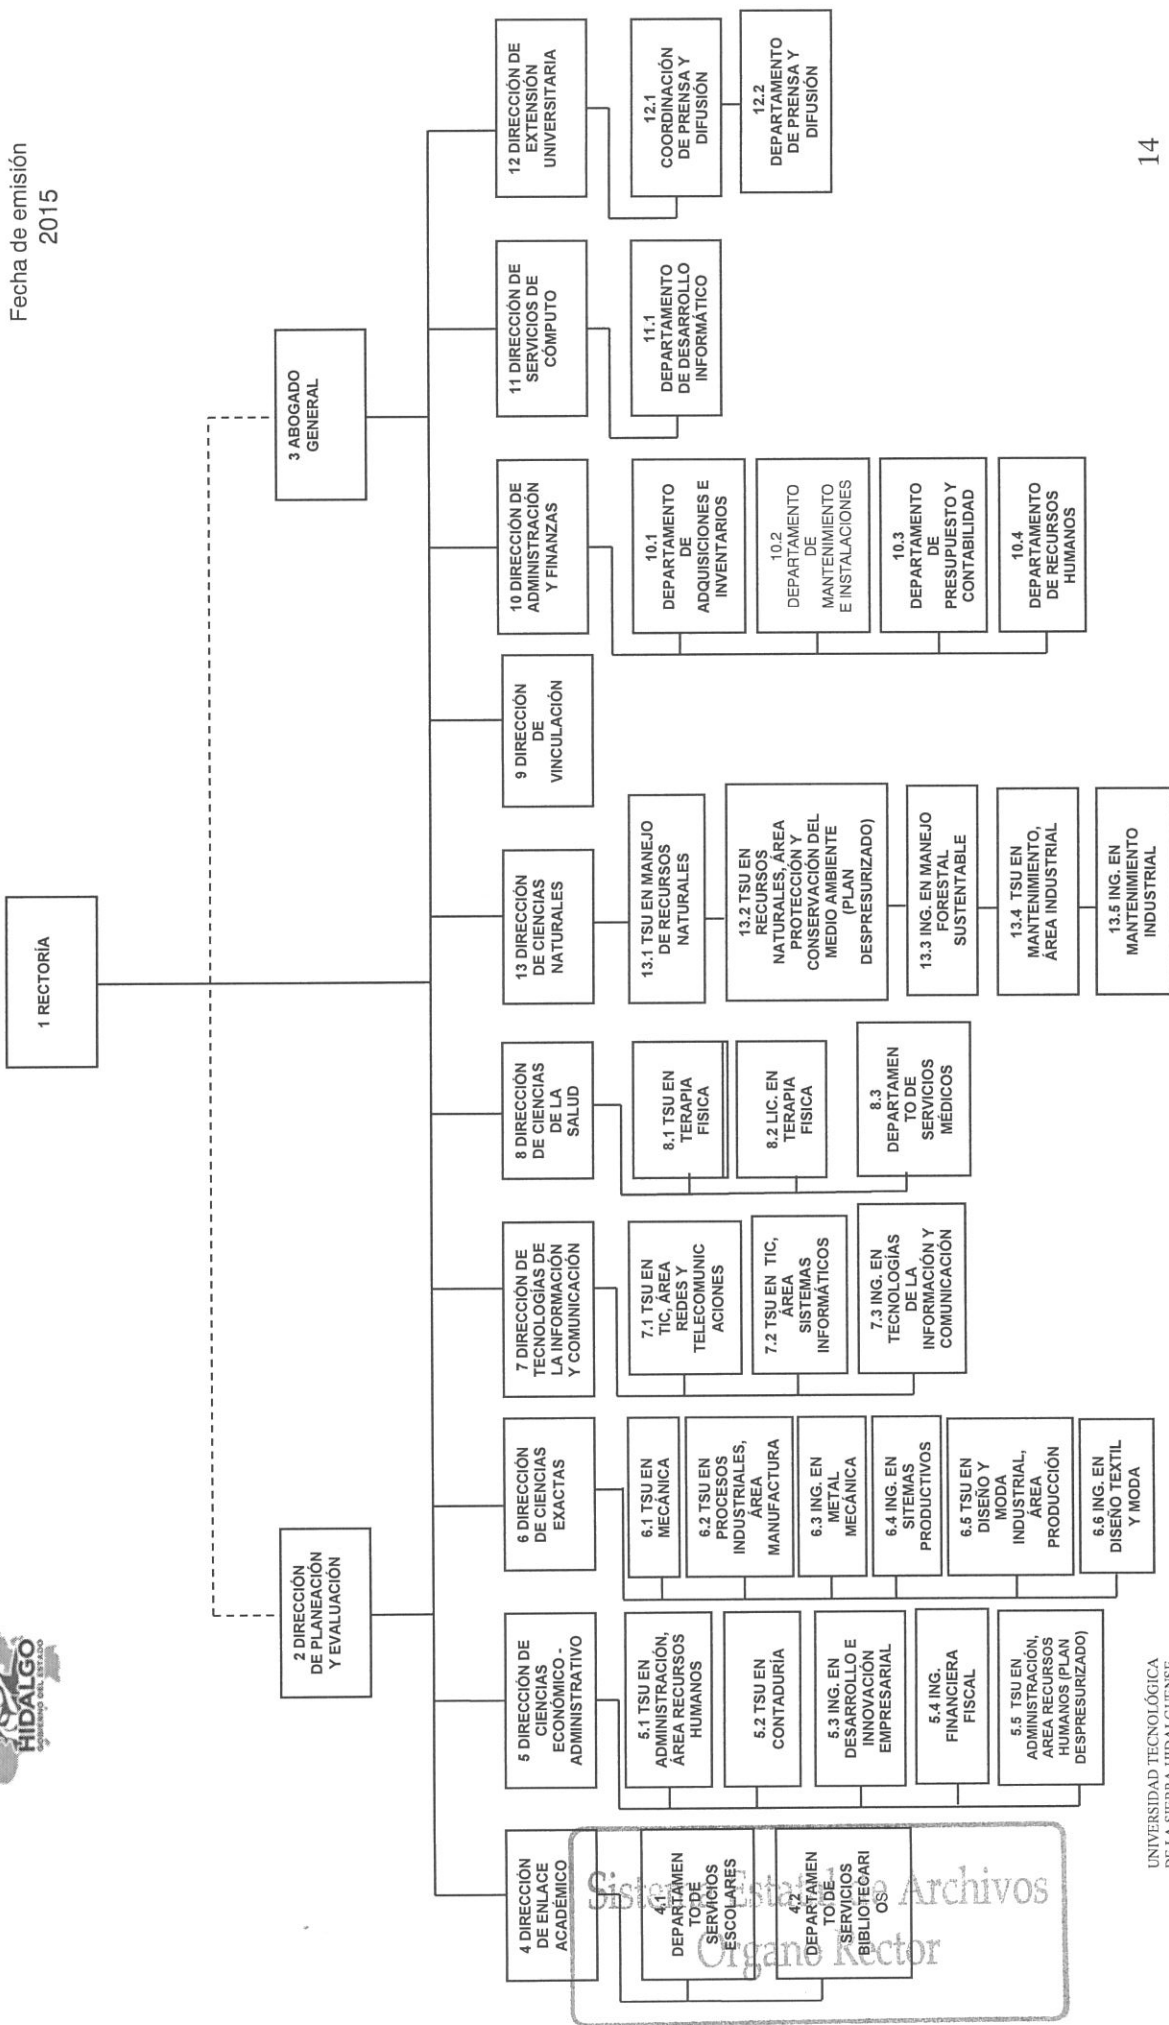 HIDALGO
GOBIERNO DEL ESTADO
Fecha de emisión
2015
1 RECTORÍA
2 DIRECCIÓN
DE PLANEACIÓN
Y EVALUACIÓN
3 ABOGADO
GENERAL
4 DIRECCIÓN
DE ENLACE
ACADÉMICO
4.1
DEPARTAMEN
TO DE
SERVICIOS
ESCOLARES
4.2
DEPARTAMEN
TO DE
SERVICIOS
BIBLIOTECARI
OS
5 DIRECCIÓN DE
CIENCIAS
ECONÓMICO -
ADMINISTRATIVO
5.1 TSU EN
ADMINISTRACIÓN,
ÁREA RECURSOS
HUMANOS
5.2 TSU EN
CONTADURÍA
5.3 ING. EN
DESARROLLO E
INNOVACIÓN
EMPRESARIAL
5.4 ING.
FINANCIERA
FISCAL
5.5 TSU EN
ADMINISTRACIÓN,
AREA RECURSOS
HUMANOS (PLAN
DESPRESURIZADO)
6 DIRECCIÓN
DE CIENCIAS
EXACTAS
6.1 TSU EN
MECÁNICA
6.2 TSU EN
PROCESOS
INDUSTRIALES,
ÁREA
MANUFACTURA
6.3 ING. EN
METAL
MECÁNICA
6.4 ING. EN
SITEMAS
PRODUCTIVOS
6.5 TSU EN
DISEÑO Y
MODA
INDUSTRIAL,
ÁREA
PRODUCCIÓN
6.6 ING. EN
DISEÑO TEXTIL
Y MODA
7 DIRECCIÓN DE
TECNOLOGÍAS DE
LA INFORMACIÓN
Y COMUNICACIÓN
7.1 TSU EN
TIC, ÁREA
REDES Y
TELECOMUNIC
ACIONES
7.2 TSU EN TIC,
ÁREA
SISTEMAS
INFORMÁTICOS
7.3 ING. EN
TECNOLOGÍAS
DE LA
INFORMACIÓN Y
COMUNICACIÓN
8 DIRECCIÓN
DE CIENCIAS
DE LA
SALUD
8.1 TSU EN
TERAPIA
FISICA
8.2 LIC. EN
TERAPIA
FISICA
8.3
DEPARTAMEN
TO DE
SERVICIOS
MÉDICOS
13 DIRECCIÓN
DE CIENCIAS
NATURALES
13.1 TSU EN MANEJO
DE RECURSOS
NATURALES
13.2 TSU EN
RECURSOS
NATURALES, ÁREA
PROTECCIÓN Y
CONSERVACIÓN DEL
MEDIO AMBIENTE
(PLAN
DESPRESURIZADO)
13.3 ING. EN MANEJO
FORESTAL
SUSTENTABLE
13.4 TSU EN
MANTENIMIENTO,
ÁREA INDUSTRIAL
13.5 ING. EN
MANTENIMIENTO
INDUSTRIAL
9 DIRECCIÓN
DE
VINCULACIÓN
10 DIRECCIÓN DE
ADMINISTRACIÓN
Y FINANZAS
10.1
DEPARTAMENTO
DE
ADQUISICIONES E
INVENTARIOS
10.2
DEPARTAMENTO
DE
MANTENIMIENTO
E INSTALACIONES
10.3
DEPARTAMENTO
DE
PRESUPUESTO Y
CONTABILIDAD
10.4
DEPARTAMENTO
DE RECURSOS
HUMANOS
11 DIRECCIÓN DE
SERVICIOS DE
CÓMPUTO
11.1
DEPARTAMENTO
DE DESARROLLO
INFORMÁTICO
12 DIRECCIÓN DE
EXTENSIÓN
UNIVERSITARIA
12.1
COORDINACIÓN
DE PRENSA Y
DIFUSIÓN
12.2
DEPARTAMENTO
DE PRENSA Y
DIFUSIÓN
Sistema Estatal de Archivos
Organo Rector
UNIVERSIDAD TECNOLÓGICA
DE LA SIERRA HIDALGUENSE
14